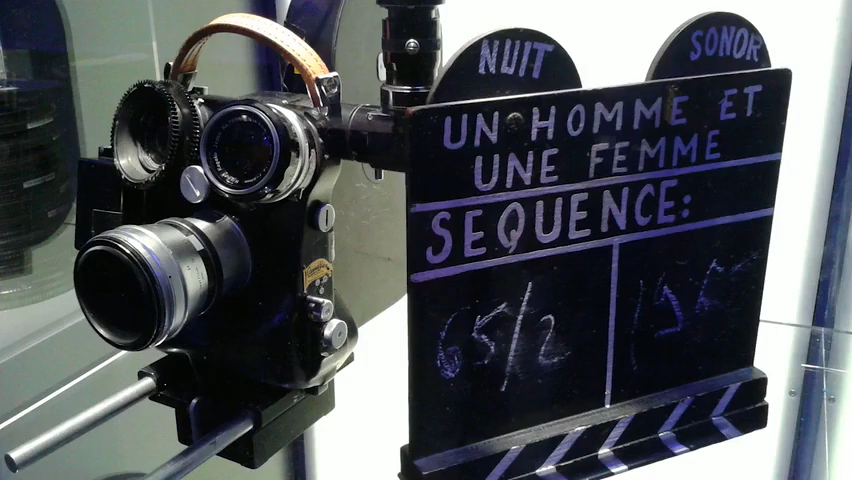 NUIT
SONOR
UN HOMME ET
UNE FEMME
SEQUENCE:
65/2